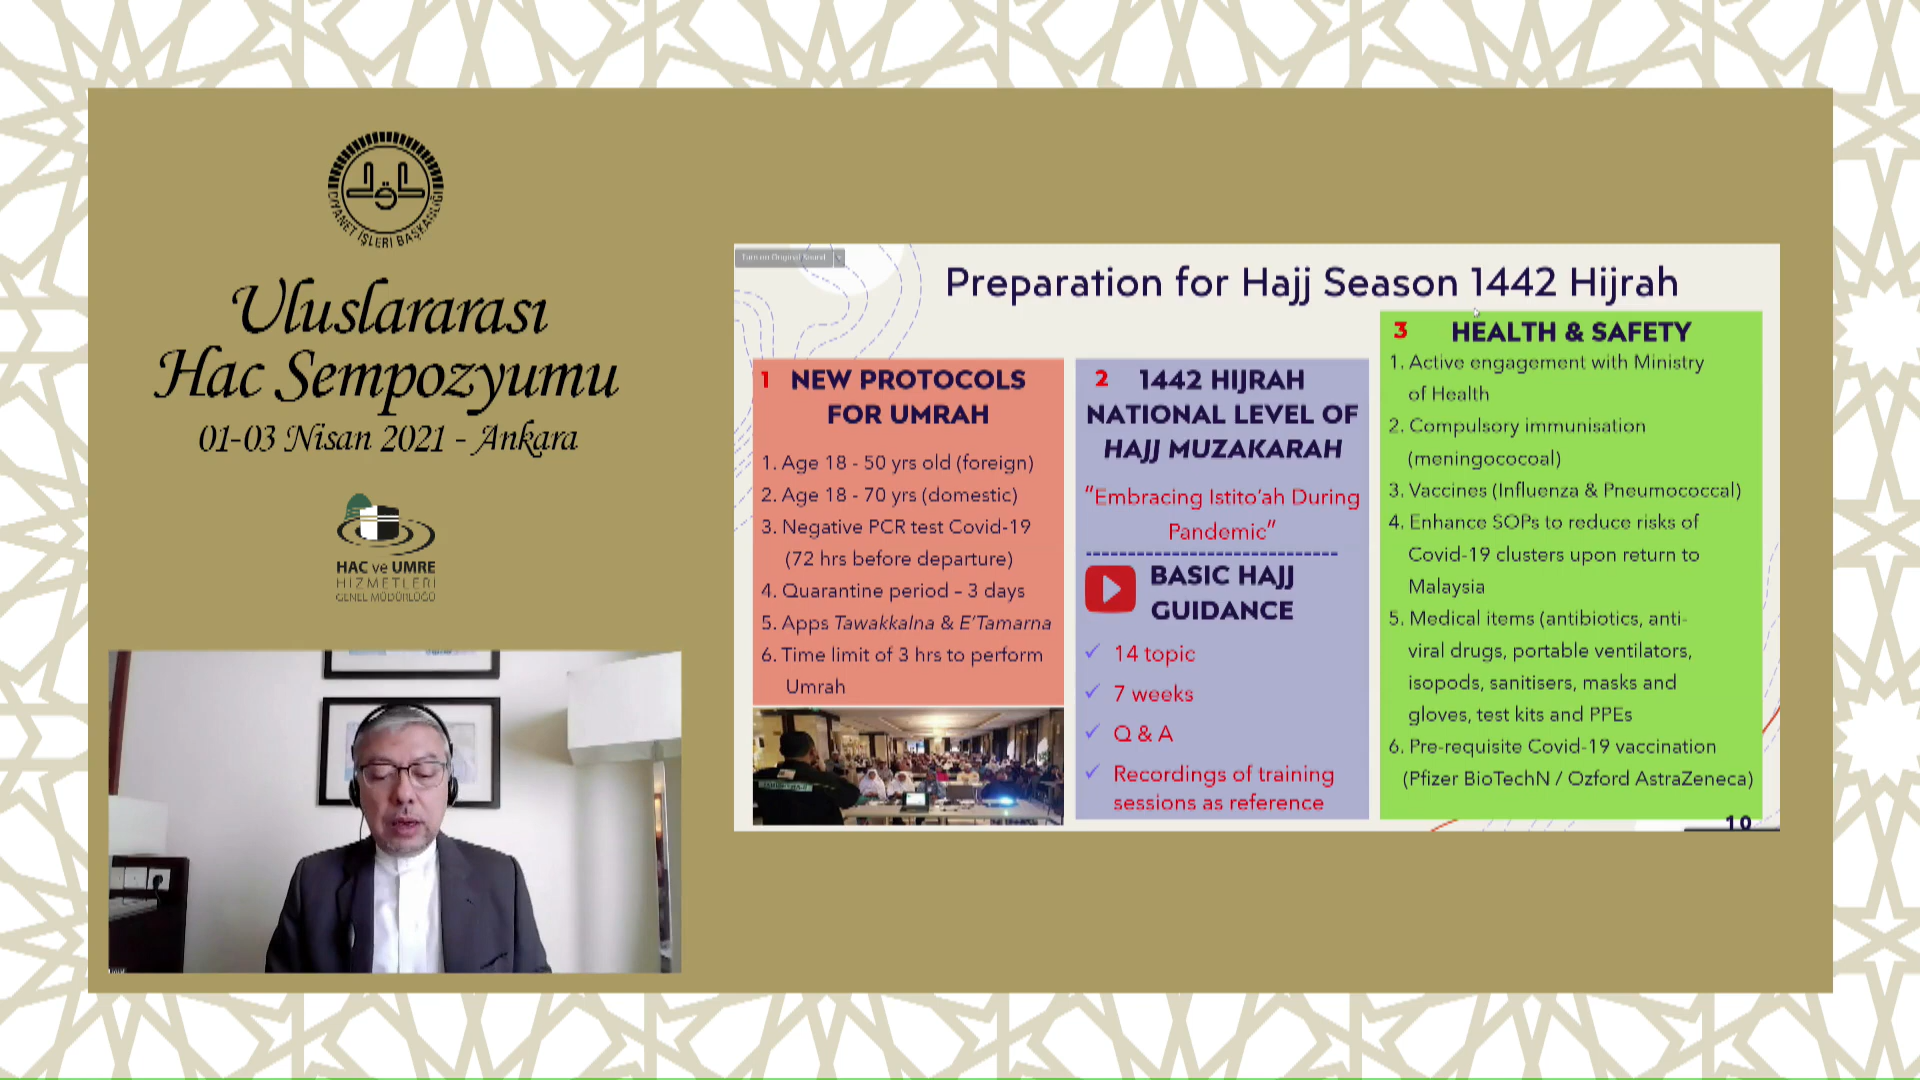 DİYANET İŞLERİ BAŞKANLIĞI
Uluslararası
Hac Sempozyumu
01-03 Nisan 2021 - Ankara
HAC ve UMRE
HİZMETLERİ
GENEL MÜDÜRLÜĞÜ
Turn on Original Sound
Preparation for Hajj Season 1442 Hijrah
1 NEW PROTOCOLS
FOR UMRAH
1. Age 18 - 50 yrs old (foreign)
2. Age 18 - 70 yrs (domestic)
3. Negative PCR test Covid-19
(72 hrs before departure)
4. Quarantine period – 3 days
5. Apps Tawakkalna & E'Tamarna
6. Time limit of 3 hrs to perform
Umrah
2 1442 HIJRAH
NATIONAL LEVEL OF
HAJJ MUZAKARAH
"Embracing Istito'ah During
Pandemic"
BASIC HAJJ
GUIDANCE
✓ 14 topic
✓ 7 weeks
✓ Q & A
✓ Recordings of training
sessions as reference
3 HEALTH & SAFETY
1. Active engagement with Ministry
of Health
2. Compulsory immunisation
(meningococoal)
3. Vaccines (Influenza & Pneumococcal)
4. Enhance SOPs to reduce risks of
Covid-19 clusters upon return to
Malaysia
5. Medical items (antibiotics, anti-
viral drugs, portable ventilators,
isopods, sanitisers, masks and
gloves, test kits and PPEs
6. Pre-requisite Covid-19 vaccination
(Pfizer BioTechN / Ozford AstraZeneca)
10